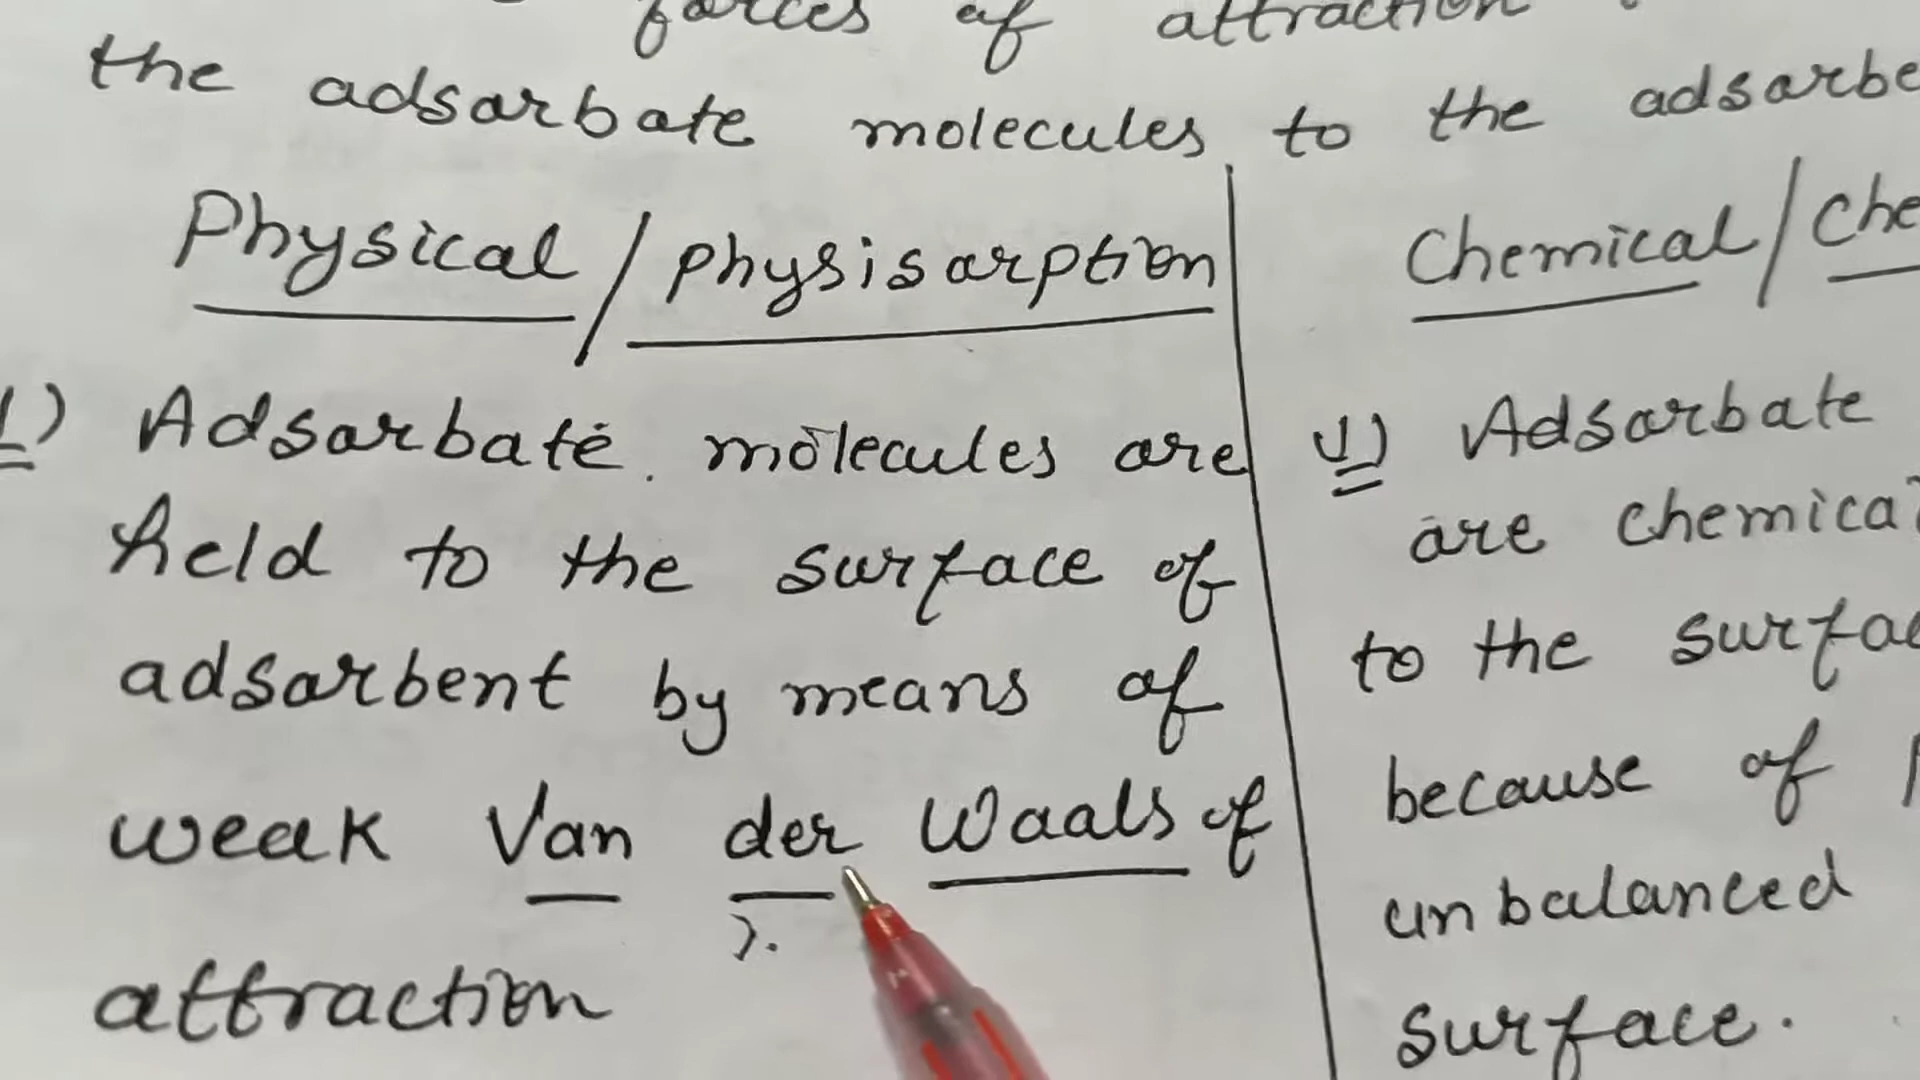 forces of attraction
the adsarbate molecules to the adsarbe
Physical / physisarption
1) Adsarbate molecules are
held to the surface of
adsarbent by means of
weak Van der Waals of
attraction
Chemical / Che
1) Adsarbate
are chemical
to the surfac
because of
unbalanced
surface.